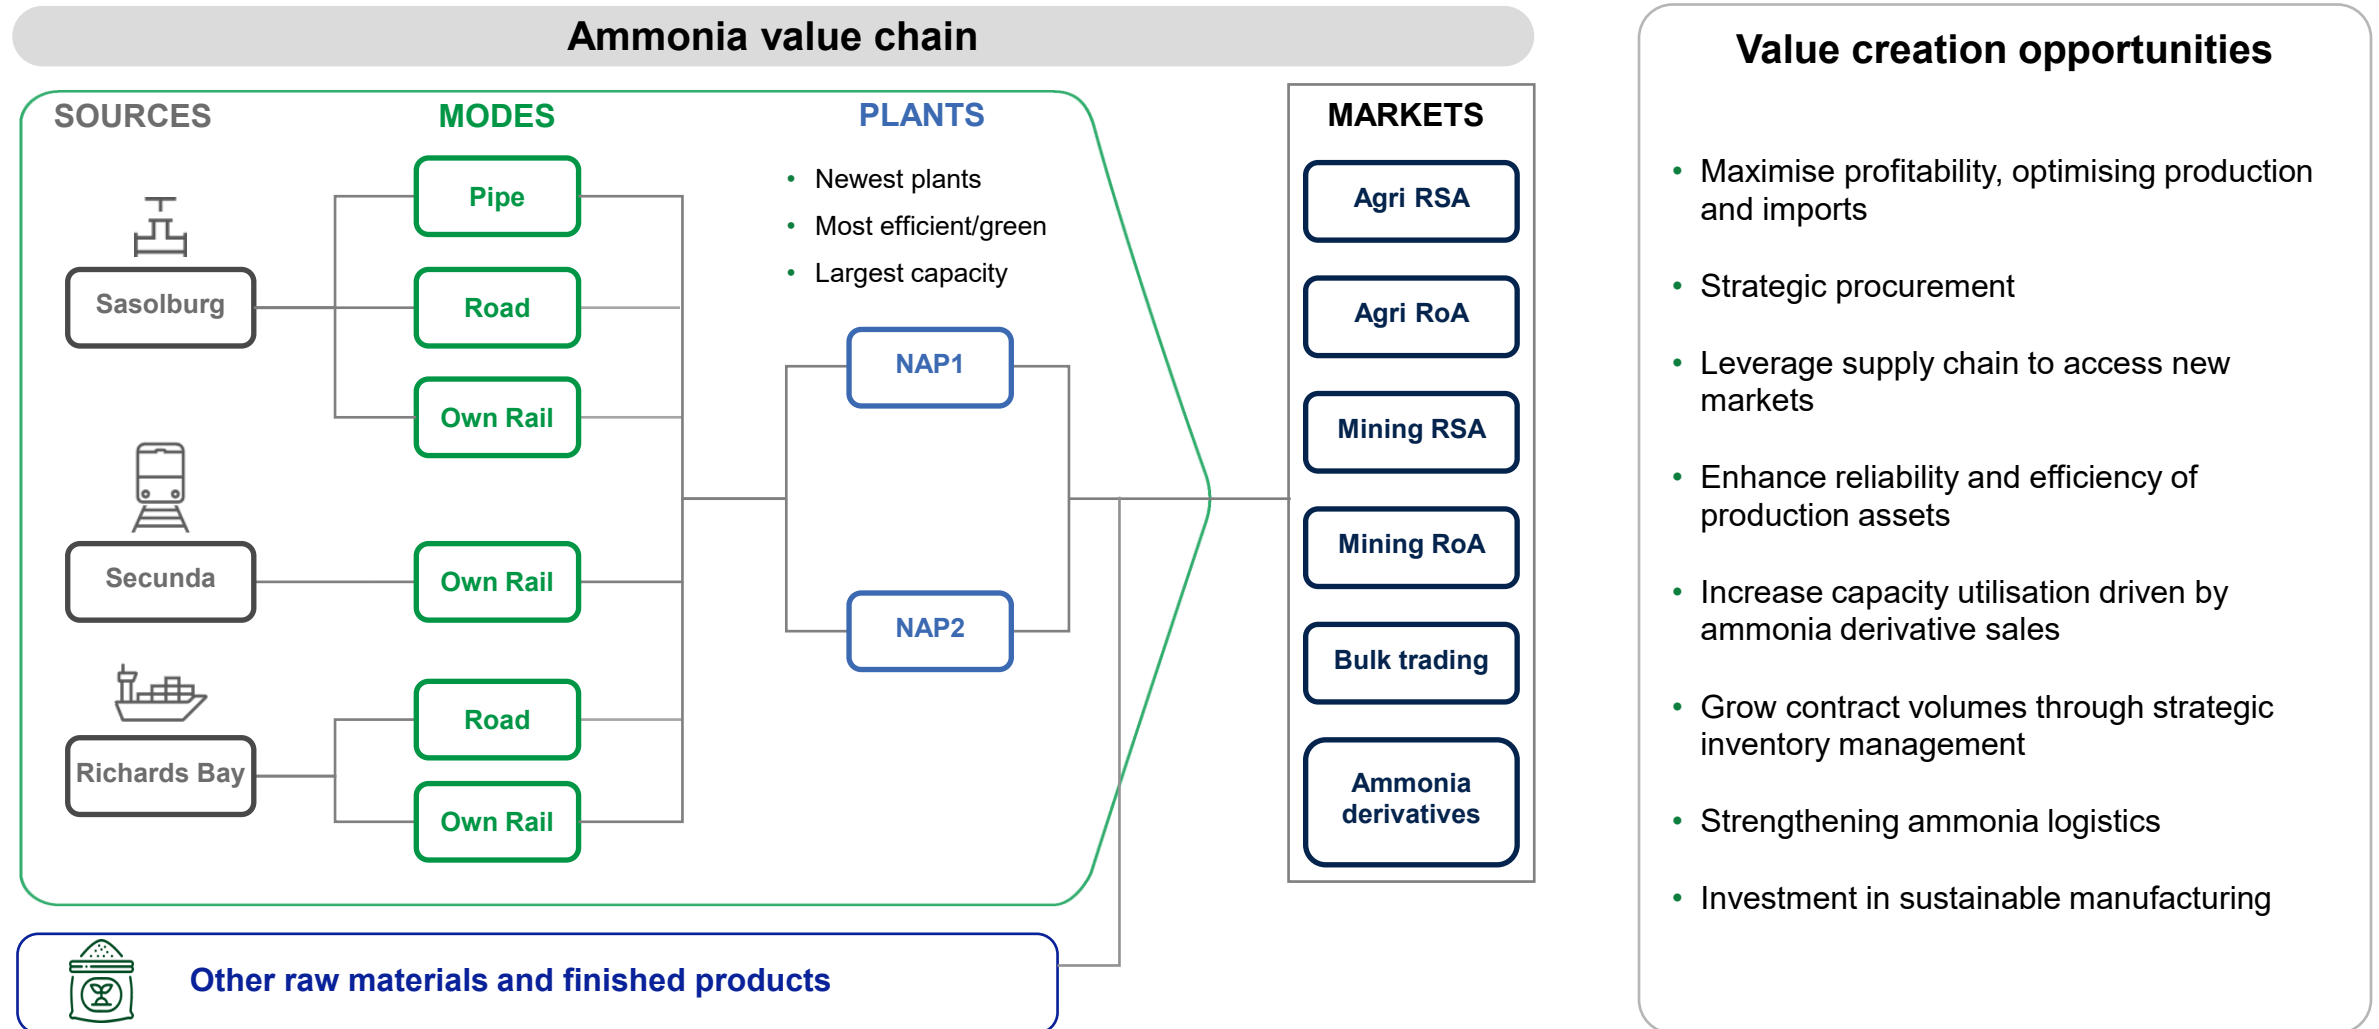 Ammonia value chain
SOURCES
MODES
PLANTS
MARKETS
Sasolburg
Secunda
Richards Bay
Pipe
Road
Own Rail
Own Rail
Road
Own Rail
• Newest plants
• Most efficient/green
• Largest capacity
NAP1
NAP2
Agri RSA
Agri RoA
Mining RSA
Mining RoA
Bulk trading
Ammonia
derivatives
Other raw materials and finished products
Value creation opportunities
• Maximise profitability, optimising production
and imports
• Strategic procurement
• Leverage supply chain to access new
markets
• Enhance reliability and efficiency of
production assets
• Increase capacity utilisation driven by
ammonia derivative sales
• Grow contract volumes through strategic
inventory management
• Strengthening ammonia logistics
• Investment in sustainable manufacturing